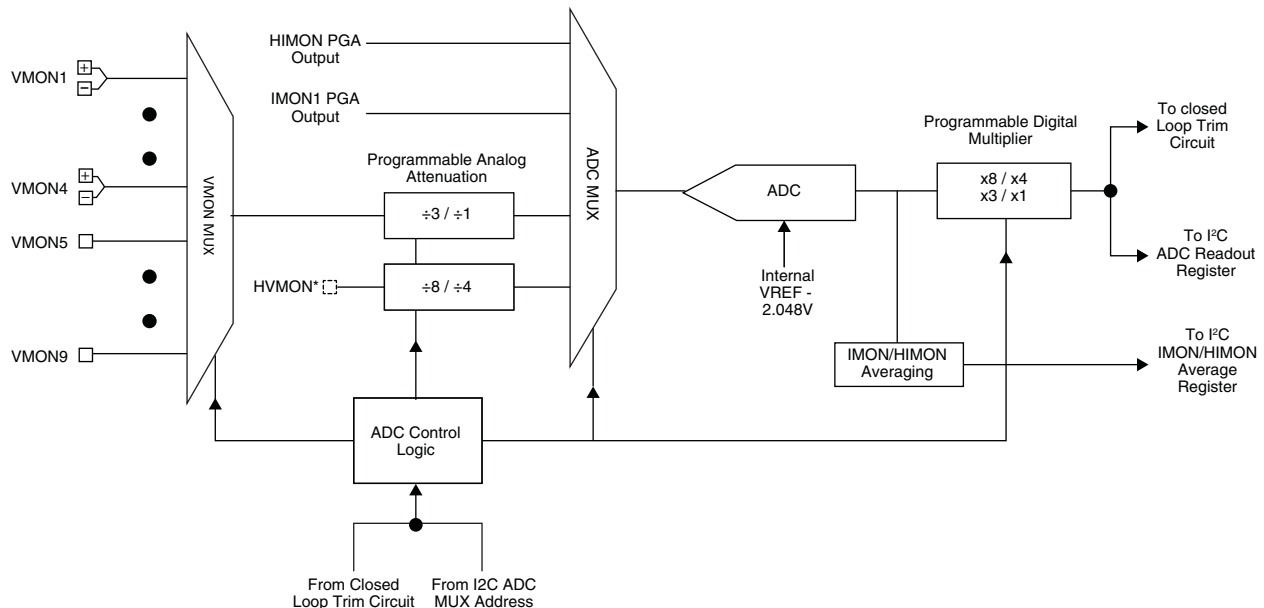 HIMON PGA
Output
VMON1
+
−
IMON1 PGA
Output
To closed
Loop Trim
Circuit
Programmable Digital
Multiplier
Programmable Analog
Attenuation
VMON MUX
ADC MUX
VMON4
+
−
÷3 / ÷1
ADC
x8 / x4
x3 / x1
VMON5
HVMON*
÷8 / ÷4
Internal
VREF -
2.048V
To I²C
ADC Readout
Register
VMON9
IMON/HIMON
Averaging
To I²C
IMON/HIMON
Average
Register
ADC Control
Logic
From Closed
Loop Trim Circuit
From I2C ADC
MUX Address